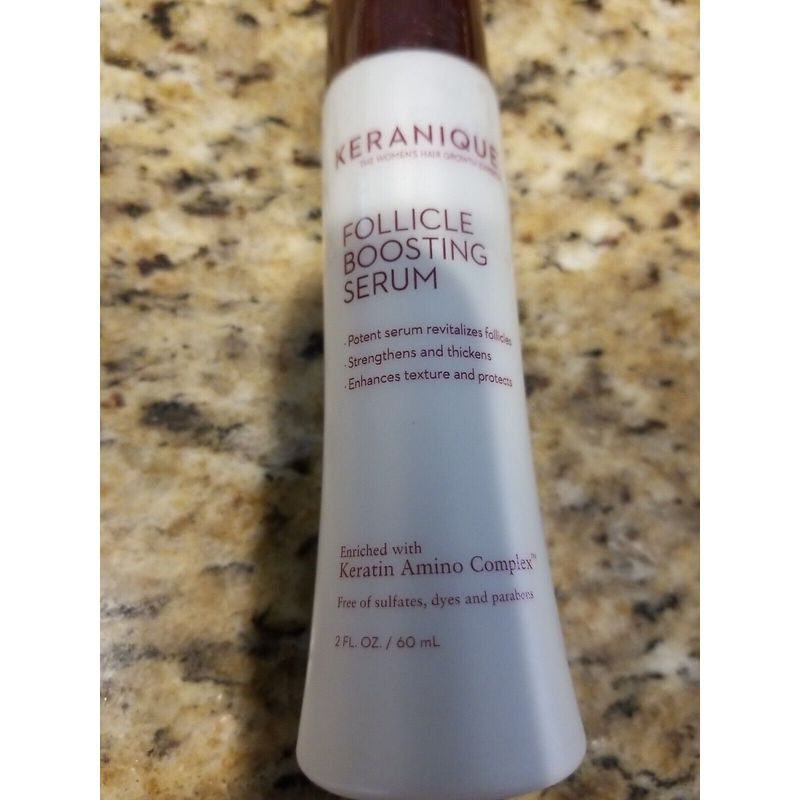 KERANIQUE
THE WOMEN'S HAIR GROWTH
FOLLICLE
BOOSTING
SERUM
· Potent serum revitalizes follicles
· Strengthens and thickens
· Enhances texture and protects
Enriched with
Keratin Amino Complex™
Free of sulfates, dyes and parabens
2 FL. OZ. / 60 mL